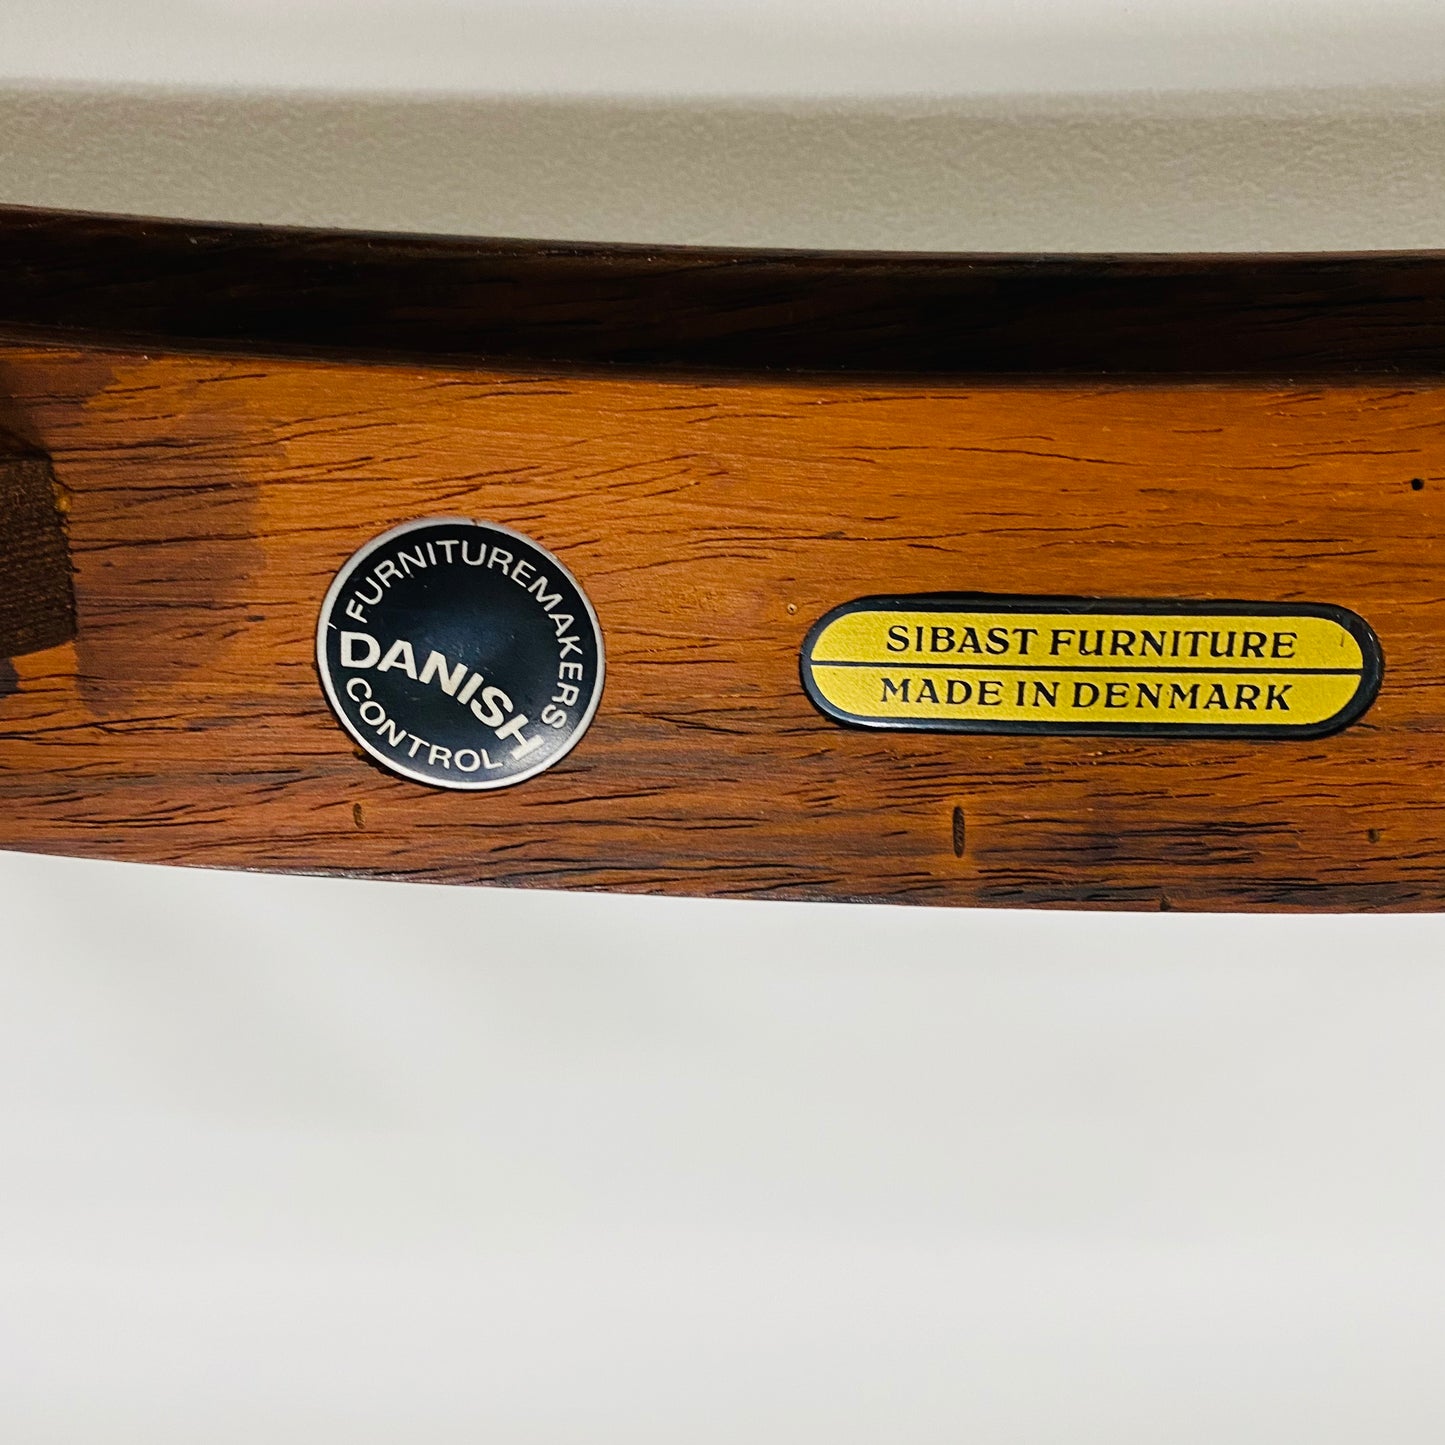 FURNITUREMAKERS
DANISH
CONTROL
SIBAST FURNITURE
MADE IN DENMARK